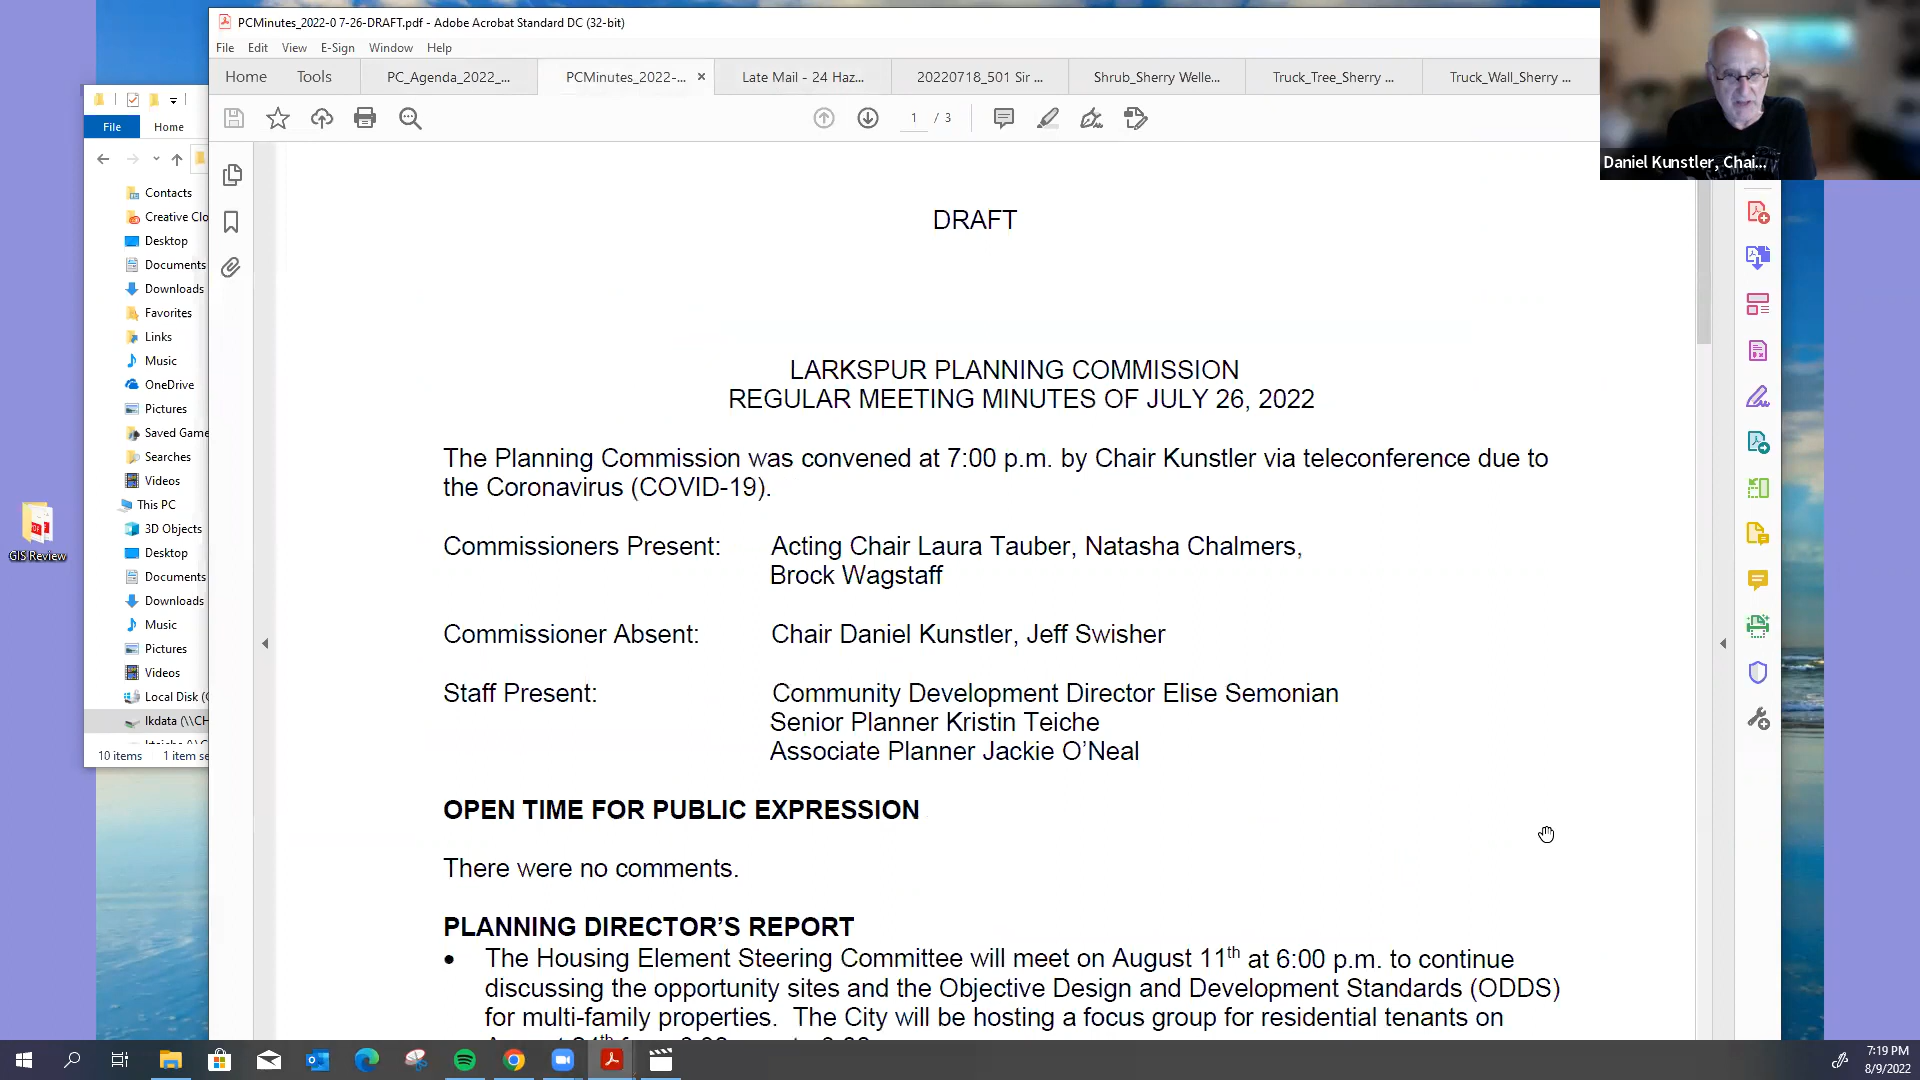 PCMinutes_2022-0 7-26-DRAFT.pdf - Adobe Acrobat Standard DC (32-bit)
File Edit View E-Sign Window Help
Home Tools PC_Agenda_2022_... PCMinutes_2022-... Late Mail - 24 Haz... 20220718_501 Sir ... Shrub_Sherry Welle... Truck_Tree_Sherry ... Truck_Wall_Sherry ...
1 / 3
Daniel Kunstler, Chai...
File Home
Contacts
Creative Clo
Desktop
Documents
Downloads
Favorites
Links
Music
OneDrive
Pictures
Saved Game
Searches
Videos
This PC
3D Objects
Desktop
Documents
Downloads
Music
Pictures
Videos
Local Disk (
lkdata (\\CH
10 items 1 item se
GIS Review
DRAFT
LARKSPUR PLANNING COMMISSION
REGULAR MEETING MINUTES OF JULY 26, 2022
The Planning Commission was convened at 7:00 p.m. by Chair Kunstler via teleconference due to
the Coronavirus (COVID-19).
Commissioners Present: Acting Chair Laura Tauber, Natasha Chalmers,
Brock Wagstaff
Commissioner Absent: Chair Daniel Kunstler, Jeff Swisher
Staff Present: Community Development Director Elise Semonian
Senior Planner Kristin Teiche
Associate Planner Jackie O’Neal
OPEN TIME FOR PUBLIC EXPRESSION
There were no comments.
PLANNING DIRECTOR’S REPORT
• The Housing Element Steering Committee will meet on August 11th at 6:00 p.m. to continue
discussing the opportunity sites and the Objective Design and Development Standards (ODDS)
for multi-family properties. The City will be hosting a focus group for residential tenants on
7:19 PM
8/9/2022